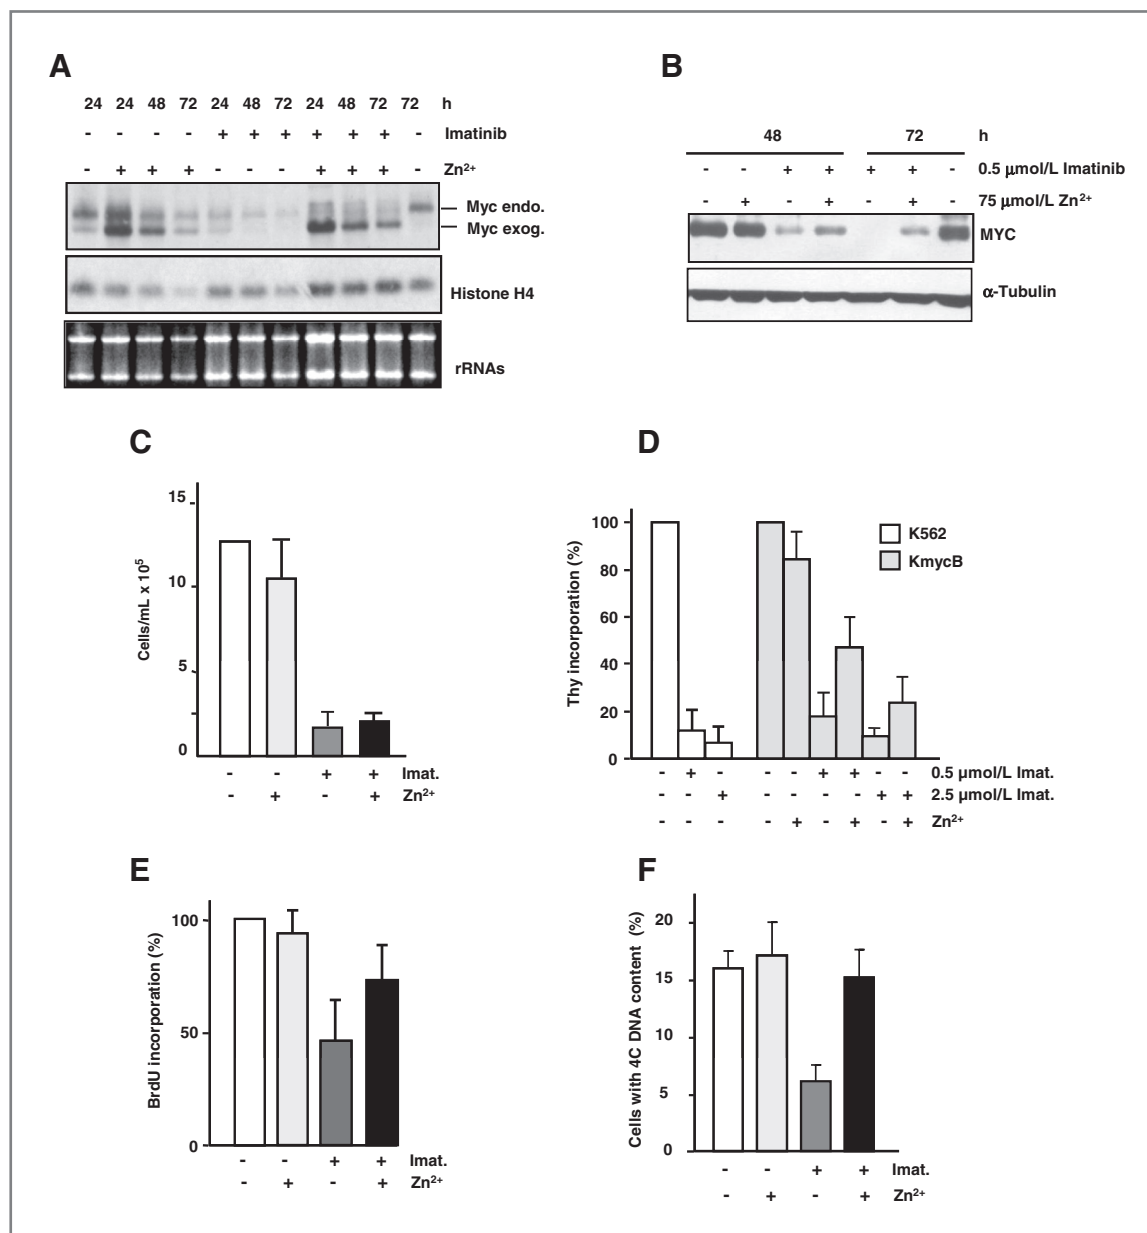 A
24 24 48 72 24 48 72 24 48 72 72 h
- - - - + + + + + + - Imatinib
- + + + - - - + + + - Zn²⁺
Myc endo.
Myc exog.
Histone H4
rRNAs
B
48 72 h
- - + + + + - 0.5 μmol/L Imatinib
- + - + - + - 75 μmol/L Zn²⁺
MYC
α-Tubulin
C
Cells/mL x 10⁵
15
10
5
0
- - + + Imat.
- + - + Zn²⁺
D
Thy incorporation (%)
100
80
60
40
20
0
K562
KmycB
- + - - - + + - - 0.5 μmol/L Imat.
- - + - - - - + + 2.5 μmol/L Imat.
- - - - + - + - + Zn²⁺
E
BrdU incorporation (%)
100
50
0
- - + + Imat.
- + - + Zn²⁺
F
Cells with 4C DNA content (%)
20
15
10
5
0
- - + + Imat.
- + - + Zn²⁺